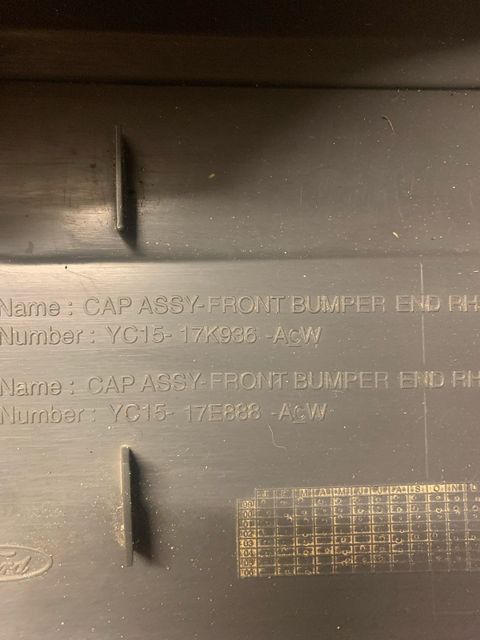 Name : CAP ASSY-FRONT BUMPER END RH
Number : YC15- 17K936 -AcW
Name : CAP ASSY-FRONT BUMPER END RH
Number : YC15- 17E888 -AcW
J F M A M J J A S O N
Ford